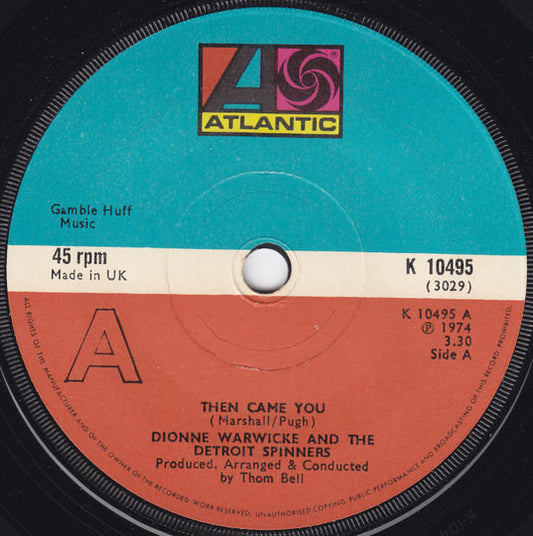 ATLANTIC
Gamble Huff
Music
45 rpm
Made in UK
K 10495
(3029)
A
K 10495 A
Ⓟ 1974
3.30
Side A
THEN CAME YOU
(Marshall/Pugh)
DIONNE WARWICKE AND THE
DETROIT SPINNERS
Produced, Arranged & Conducted
by Thom Bell
ALL RIGHTS OF THE MANUFACTURER AND OF THE OWNER OF THE RECORDED WORK RESERVED. UNAUTHORISED COPYING, PUBLIC PERFORMANCE AND BROADCASTING OF THIS RECORD PROHIBITED.